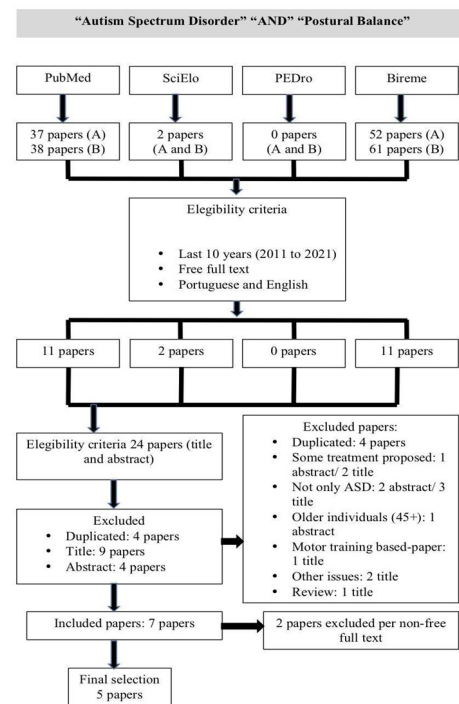 “Autism Spectrum Disorder” “AND” “Postural Balance”
PubMed
SciElo
PEDro
Bireme
37 papers (A)
38 papers (B)
2 papers
(A and B)
0 papers
(A and B)
52 papers (A)
61 papers (B)
Elegibility criteria
• Last 10 years (2011 to 2021)
• Free full text
• Portuguese and English
11 papers
2 papers
0 papers
11 papers
Elegibility criteria 24 papers (title
and abstract)
Excluded
• Duplicated: 4 papers
• Title: 9 papers
• Abstract: 4 papers
Excluded papers:
• Duplicated: 4 papers
• Some treatment proposed: 1
abstract/ 2 title
• Not only ASD: 2 abstract/ 3
title
• Older individuals (45+): 1
abstract
• Motor training based-paper:
1 title
• Other issues: 2 title
• Review: 1 title
Included papers: 7 papers
2 papers excluded per non-free
full text
Final selection
5 papers